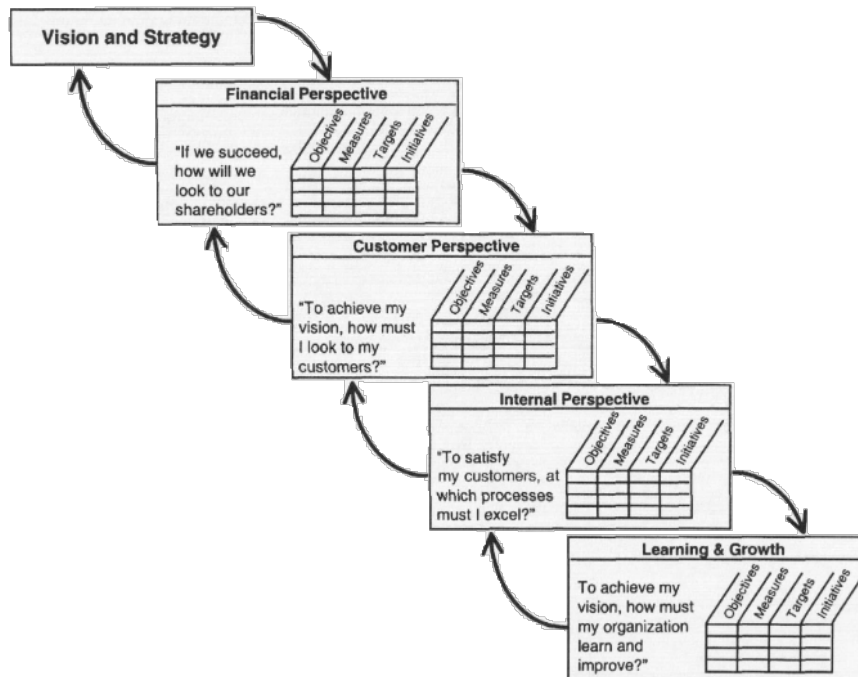 Vision and Strategy
Financial Perspective
"If we succeed,
how will we
look to our
shareholders?"
Objectives
Measures
Targets
Initiatives
Customer Perspective
"To achieve my
vision, how must
I look to my
customers?"
Objectives
Measures
Targets
Initiatives
Internal Perspective
"To satisfy
my customers, at
which processes
must I excel?"
Objectives
Measures
Targets
Initiatives
Learning & Growth
To achieve my
vision, how must
my organization
learn and
improve?"
Objectives
Measures
Targets
Initiatives